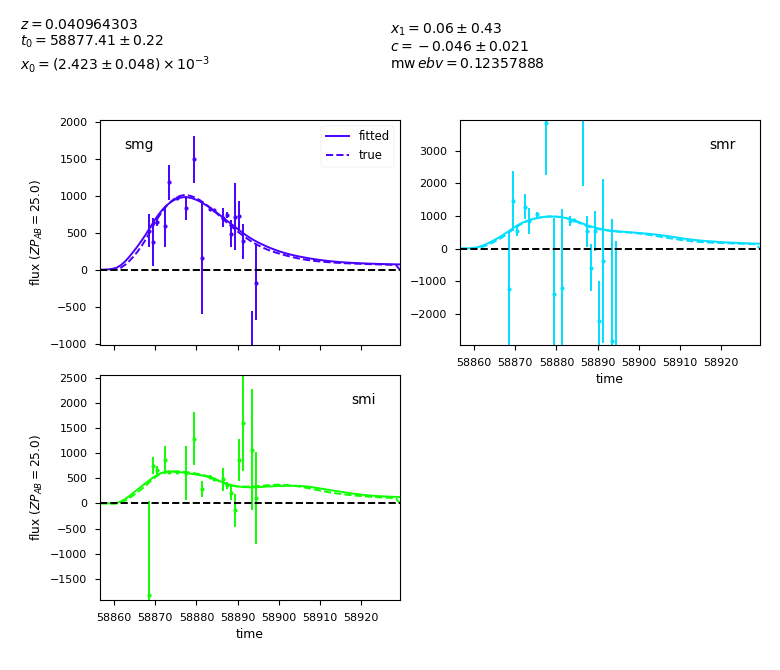 z = 0.040964303
t₀ = 58877.41 ± 0.22
x₀ = (2.423 ± 0.048) × 10⁻³
x₁ = 0.06 ± 0.43
c = −0.046 ± 0.021
mw ebv = 0.12357888
smg
fitted
true
2000
1500
1000
500
0
−500
−1000
flux (ZP_AB = 25.0)
smr
3000
2000
1000
0
−1000
−2000
58860 58870 58880 58890 58900 58910 58920
time
smi
2500
2000
1500
1000
500
0
−500
−1000
−1500
flux (ZP_AB = 25.0)
58860 58870 58880 58890 58900 58910 58920
time